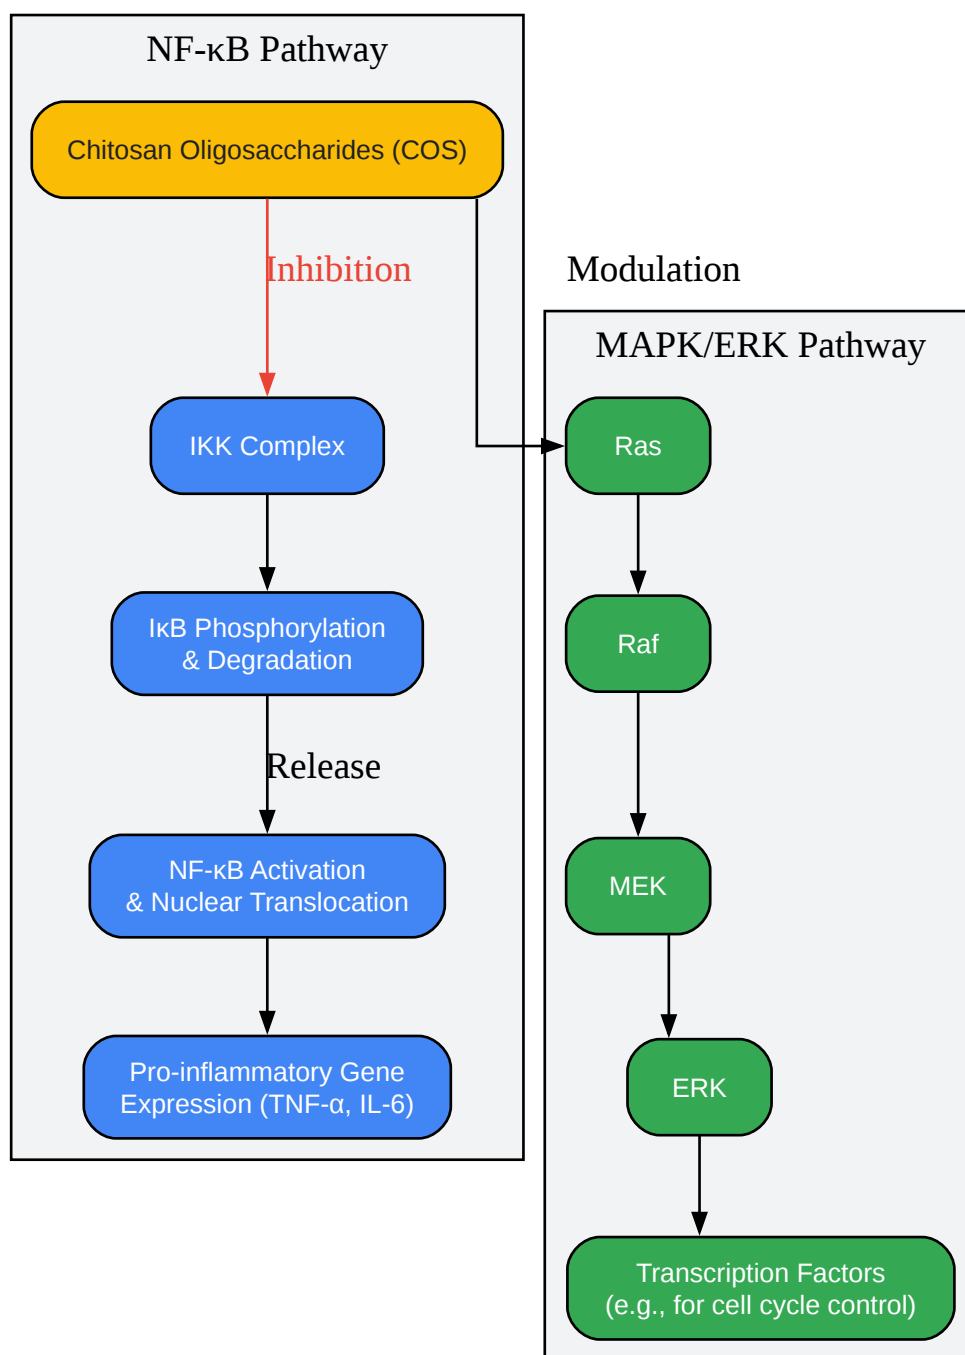 NF-κB Pathway
Chitosan Oligosaccharides (COS)
Inhibition
IKK Complex
IκB Phosphorylation
& Degradation
Release
NF-κB Activation
& Nuclear Translocation
Pro-inflammatory Gene
Expression (TNF-α, IL-6)
Modulation
MAPK/ERK Pathway
Ras
Raf
MEK
ERK
Transcription Factors
(e.g., for cell cycle control)